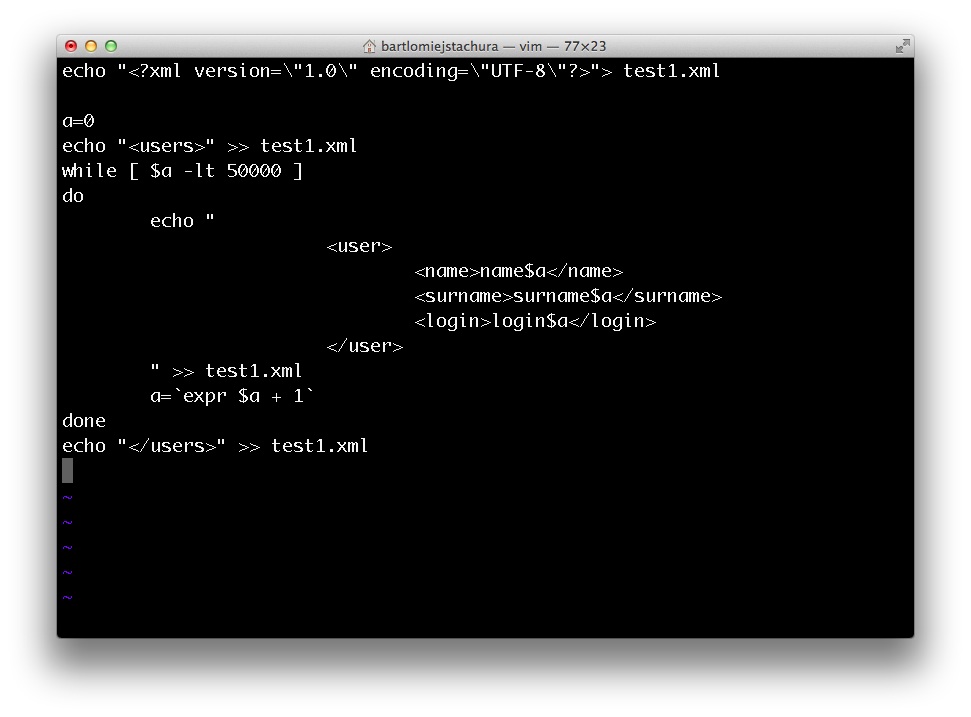 bartlomiejstachura — vim — 77×23
echo "<?xml version=\"1.0\" encoding=\"UTF-8\"?>"> test1.xml

a=0
echo "<users>" >> test1.xml
while [ $a -lt 50000 ]
do
        echo "
                        <user>
                                <name>name$a</name>
                                <surname>surname$a</surname>
                                <login>login$a</login>
                        </user>
        " >> test1.xml
        a=`expr $a + 1`
done
echo "</users>" >> test1.xml

~
~
~
~
~